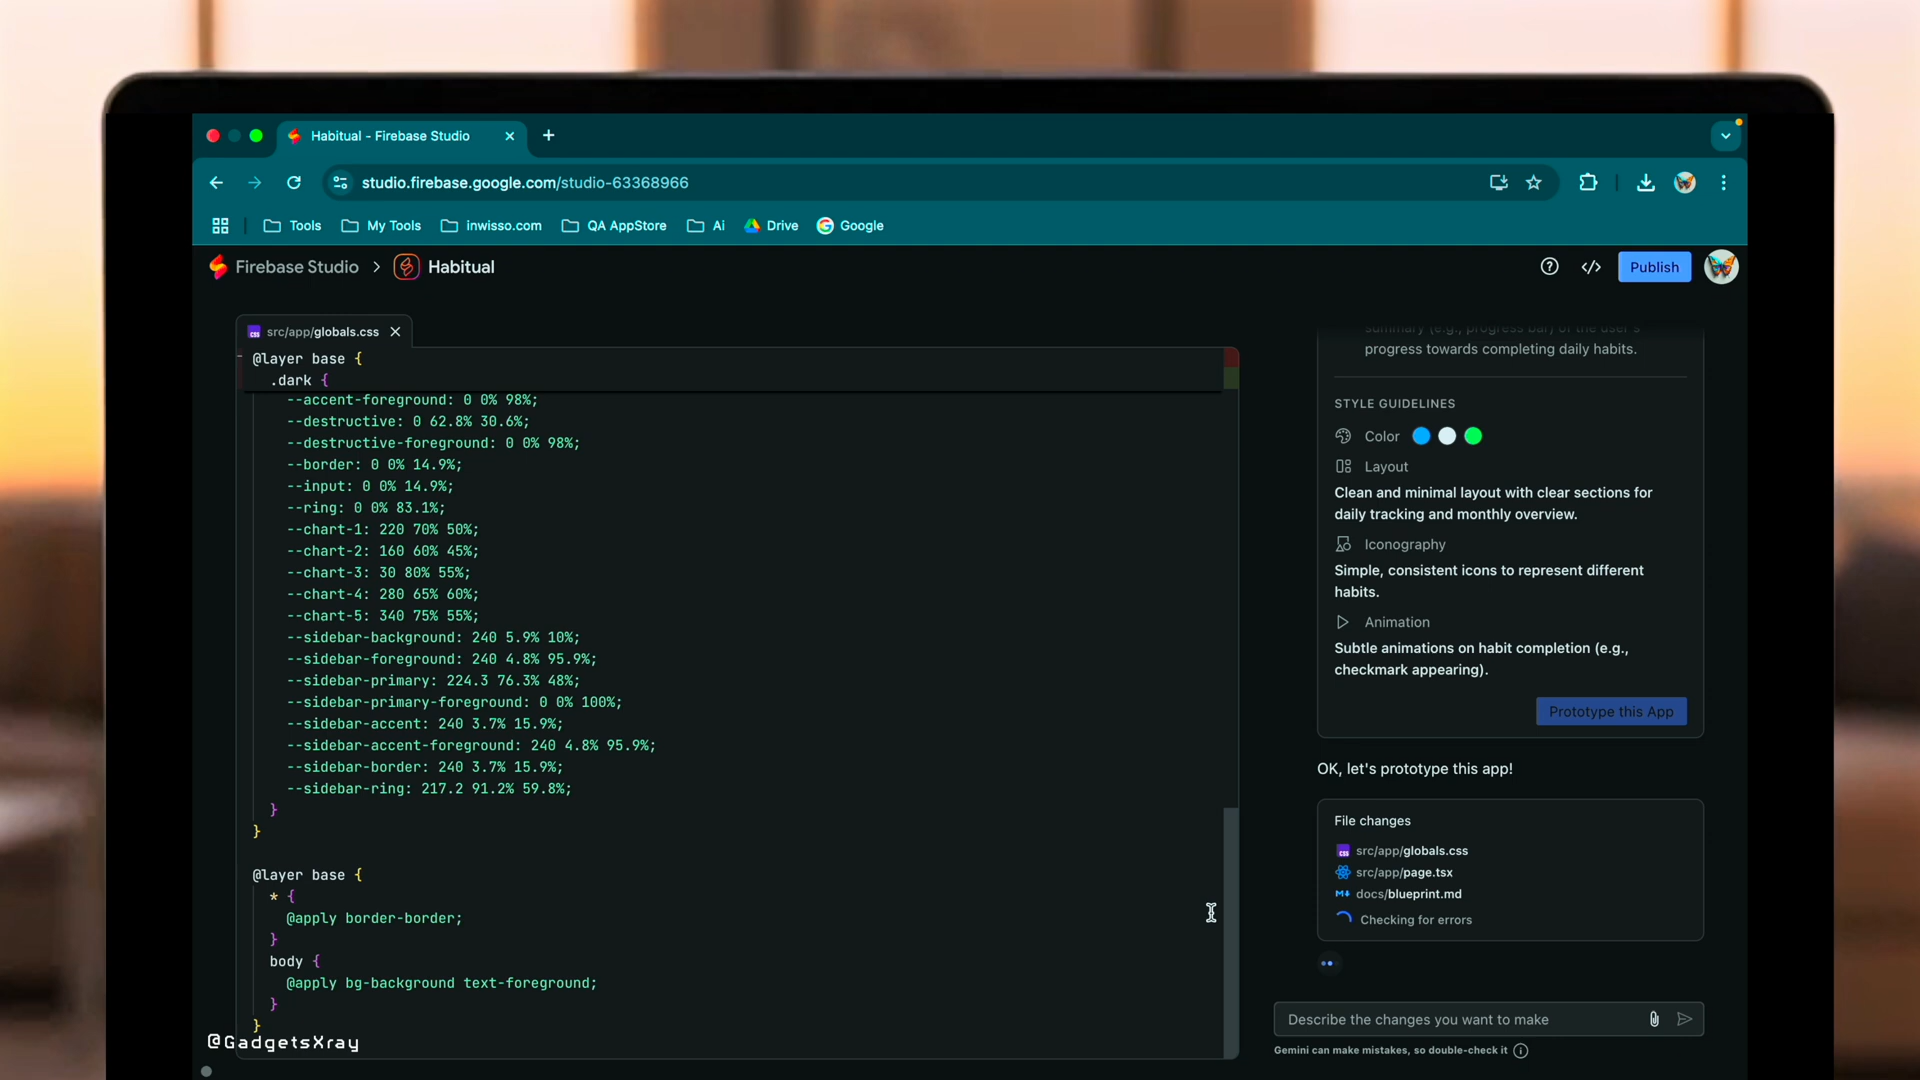 Habitual - Firebase Studio
studio.firebase.google.com/studio-63368966
Tools
My Tools
inwisso.com
QA AppStore
Ai
Drive
Google
Firebase Studio > Habitual
Publish
src/app/globals.css
@layer base {
.dark {
--accent-foreground: 0 0% 98%;
--destructive: 0 62.8% 30.6%;
--destructive-foreground: 0 0% 98%;
--border: 0 0% 14.9%;
--input: 0 0% 14.9%;
--ring: 0 0% 83.1%;
--chart-1: 220 70% 50%;
--chart-2: 160 60% 45%;
--chart-3: 30 80% 55%;
--chart-4: 280 65% 60%;
--chart-5: 340 75% 55%;
--sidebar-background: 240 5.9% 10%;
--sidebar-foreground: 240 4.8% 95.9%;
--sidebar-primary: 224.3 76.3% 48%;
--sidebar-primary-foreground: 0 0% 100%;
--sidebar-accent: 240 3.7% 15.9%;
--sidebar-accent-foreground: 240 4.8% 95.9%;
--sidebar-border: 240 3.7% 15.9%;
--sidebar-ring: 217.2 91.2% 59.8%;
}
}
@layer base {
* {
@apply border-border;
}
body {
@apply bg-background text-foreground;
}
}
@GadgetsXray
summary (e.g., progress bar) of the user's
progress towards completing daily habits.
STYLE GUIDELINES
Color
Layout
Clean and minimal layout with clear sections for
daily tracking and monthly overview.
Iconography
Simple, consistent icons to represent different
habits.
Animation
Subtle animations on habit completion (e.g.,
checkmark appearing).
Prototype this App
OK, let's prototype this app!
File changes
src/app/globals.css
src/app/page.tsx
docs/blueprint.md
Checking for errors
Describe the changes you want to make
Gemini can make mistakes, so double-check it